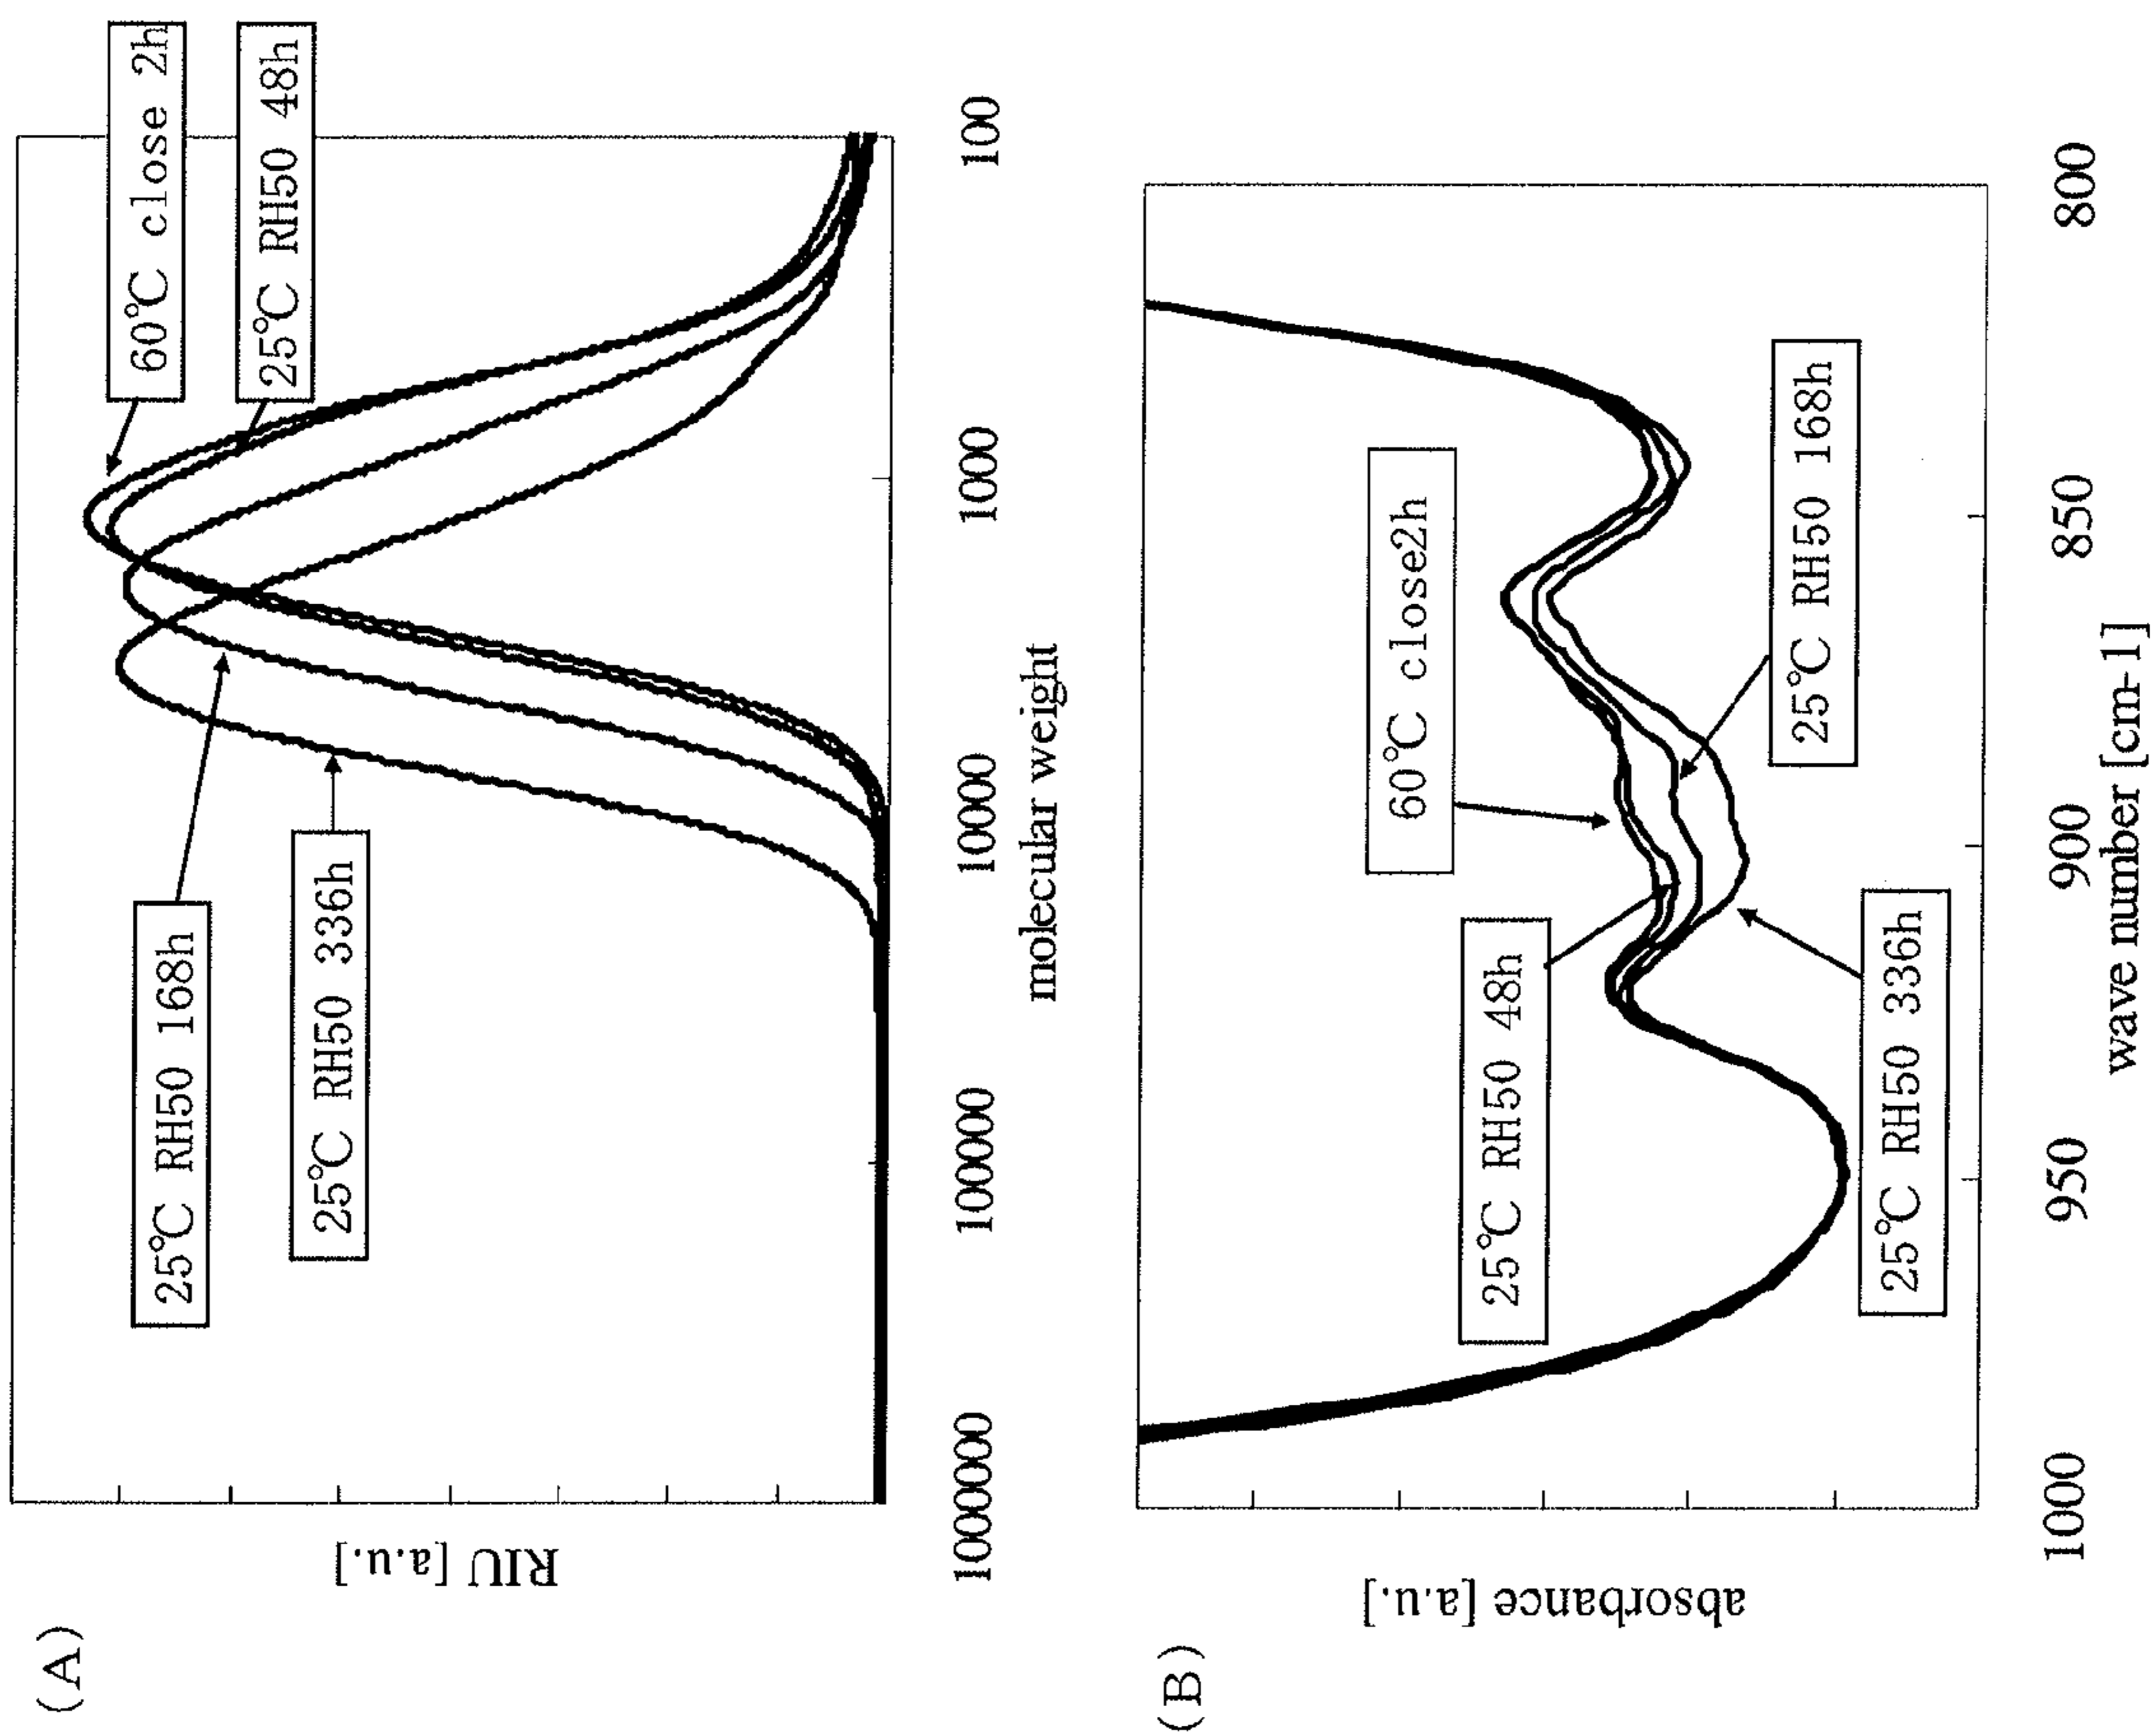 (A)
60℃ close 2h
25℃ RH50 168h
25℃ RH50 48h
25℃ RH50 336h
RIU [a.u.]
1000000 100000 10000 1000 100
molecular weight
(B)
60℃ close2h
25℃ RH50 48h
absorbance [a.u.]
25℃ RH50 168h
25℃ RH50 336h
1000 950 900 850 800
wave number [cm-1]